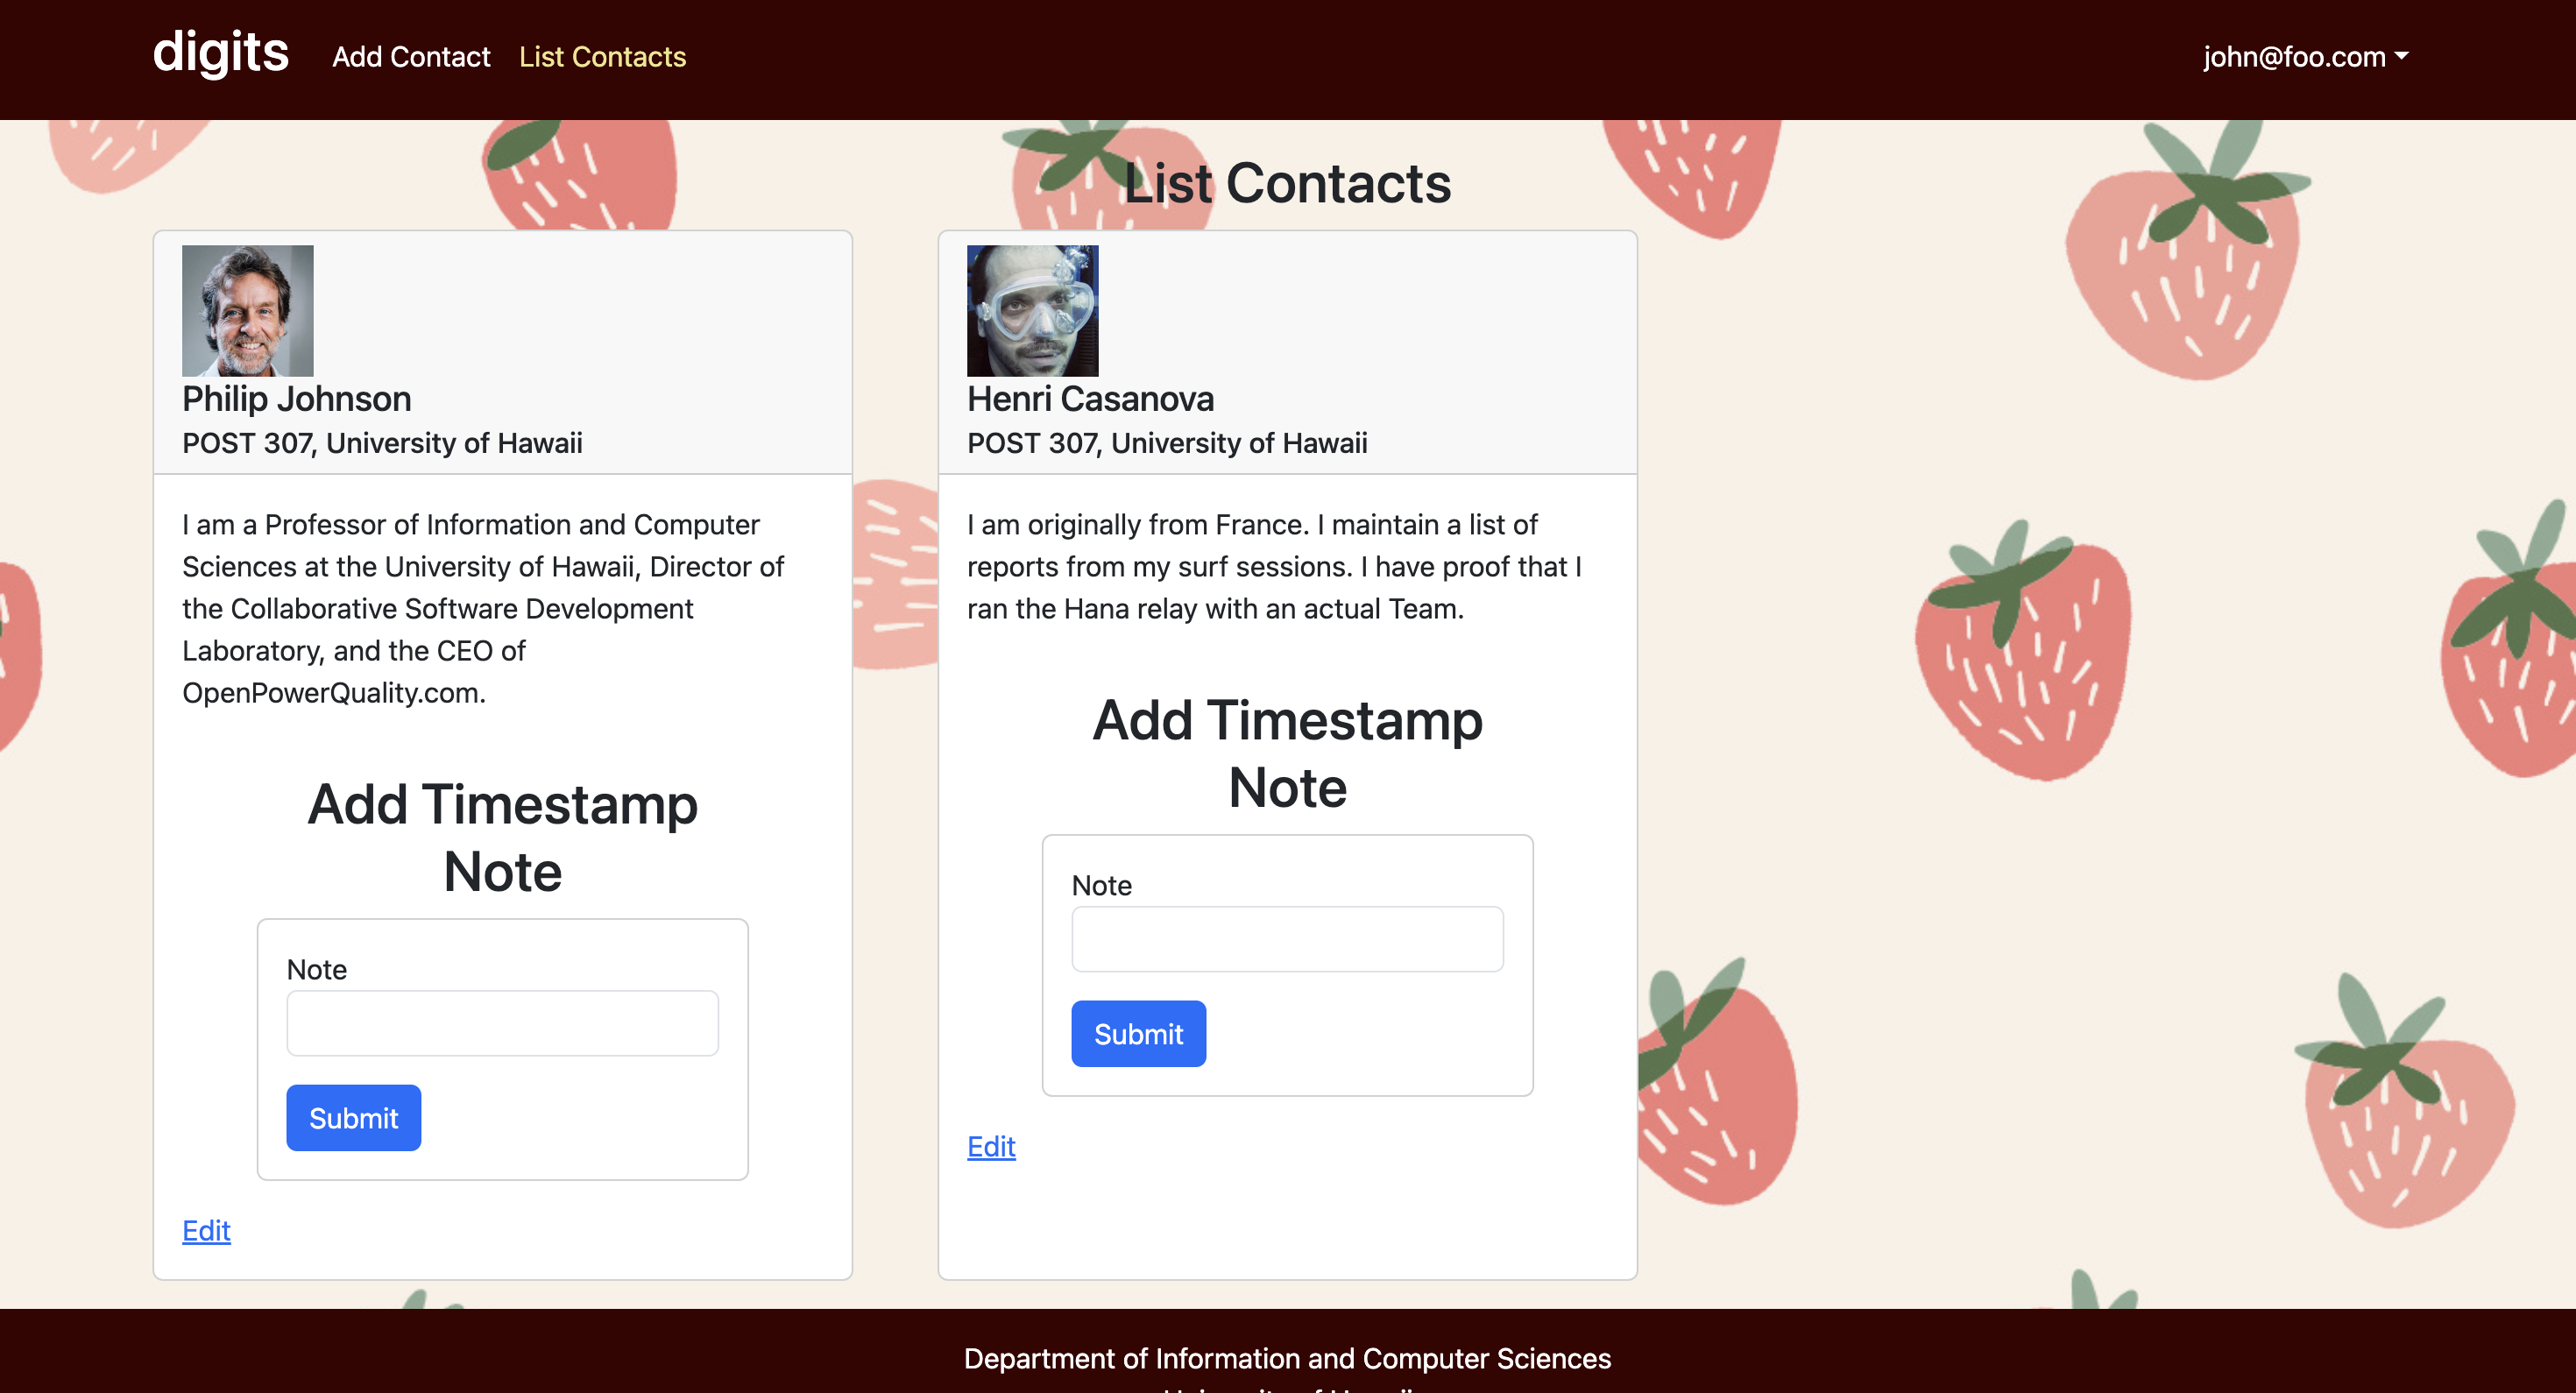 digits
Add Contact
List Contacts
john@foo.com
List Contacts
Philip Johnson
POST 307, University of Hawaii
I am a Professor of Information and Computer
Sciences at the University of Hawaii, Director of
the Collaborative Software Development
Laboratory, and the CEO of
OpenPowerQuality.com.
Add Timestamp
Note
Note
Submit
Edit
Henri Casanova
POST 307, University of Hawaii
I am originally from France. I maintain a list of
reports from my surf sessions. I have proof that I
ran the Hana relay with an actual Team.
Add Timestamp
Note
Note
Submit
Edit
Department of Information and Computer Sciences
University of Hawaii